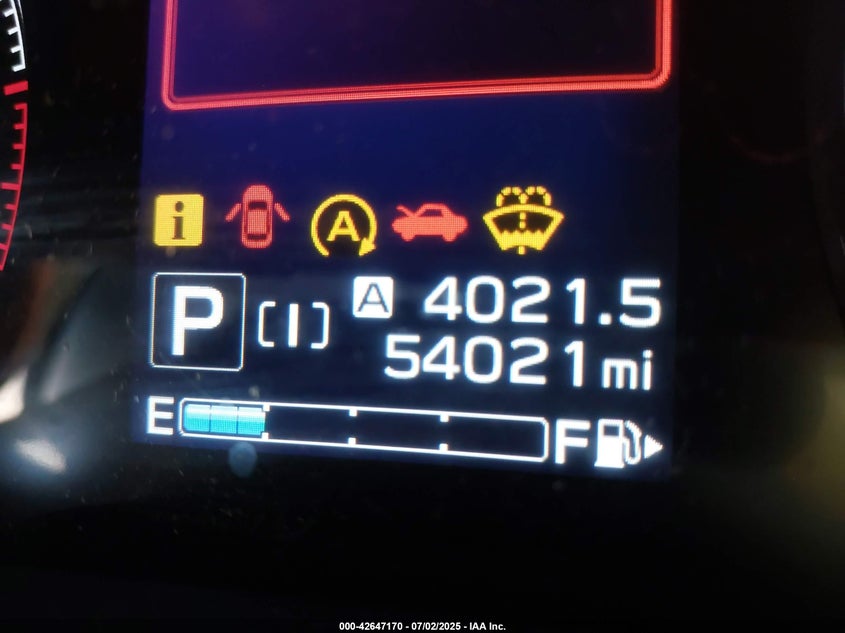 i
A
P [I] A 4021.5
54021 mi
E F
000-42647170 - 07/02/2025 - IAA Inc.